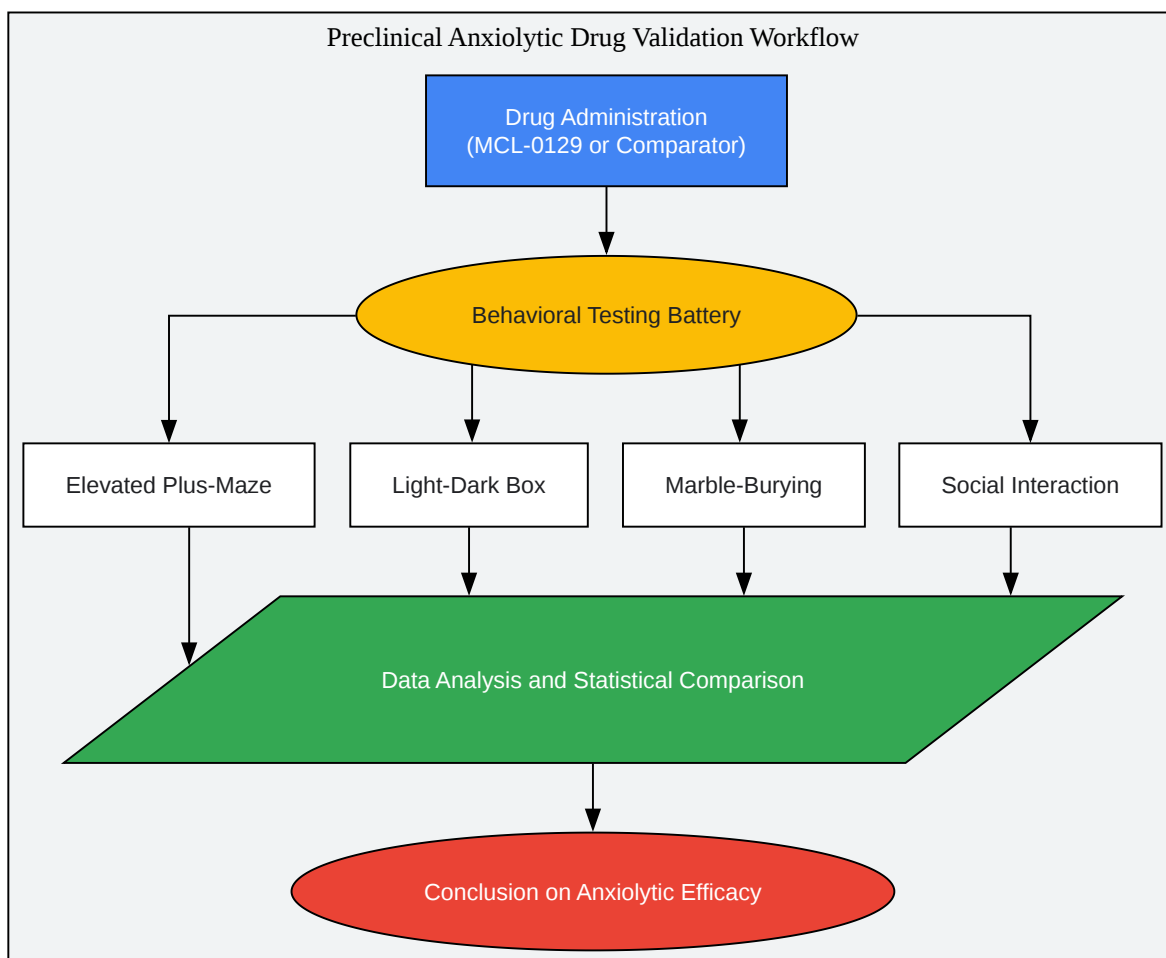 Preclinical Anxiolytic Drug Validation Workflow
Drug Administration
(MCL-0129 or Comparator)
Behavioral Testing Battery
Elevated Plus-Maze
Light-Dark Box
Marble-Burying
Social Interaction
Data Analysis and Statistical Comparison
Conclusion on Anxiolytic Efficacy